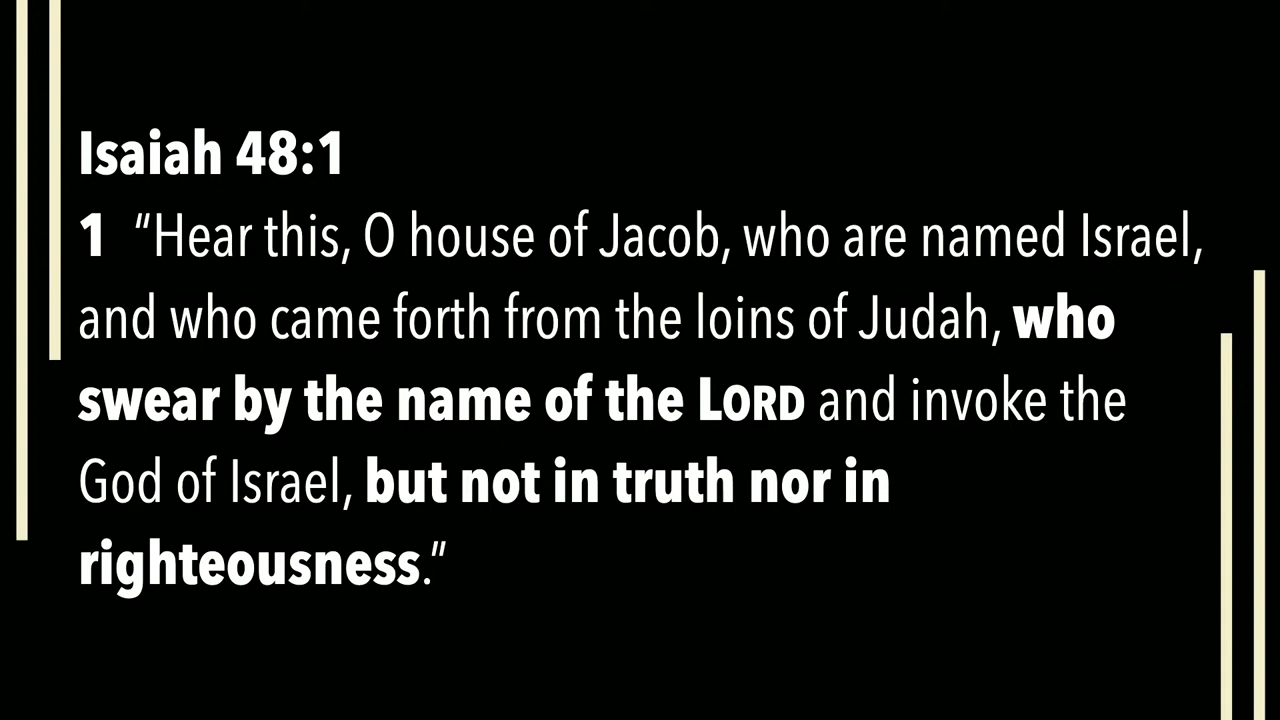 Isaiah 48:1
1 “Hear this, O house of Jacob, who are named Israel,
and who came forth from the loins of Judah, who
swear by the name of the LORD and invoke the
God of Israel, but not in truth nor in
righteousness.”